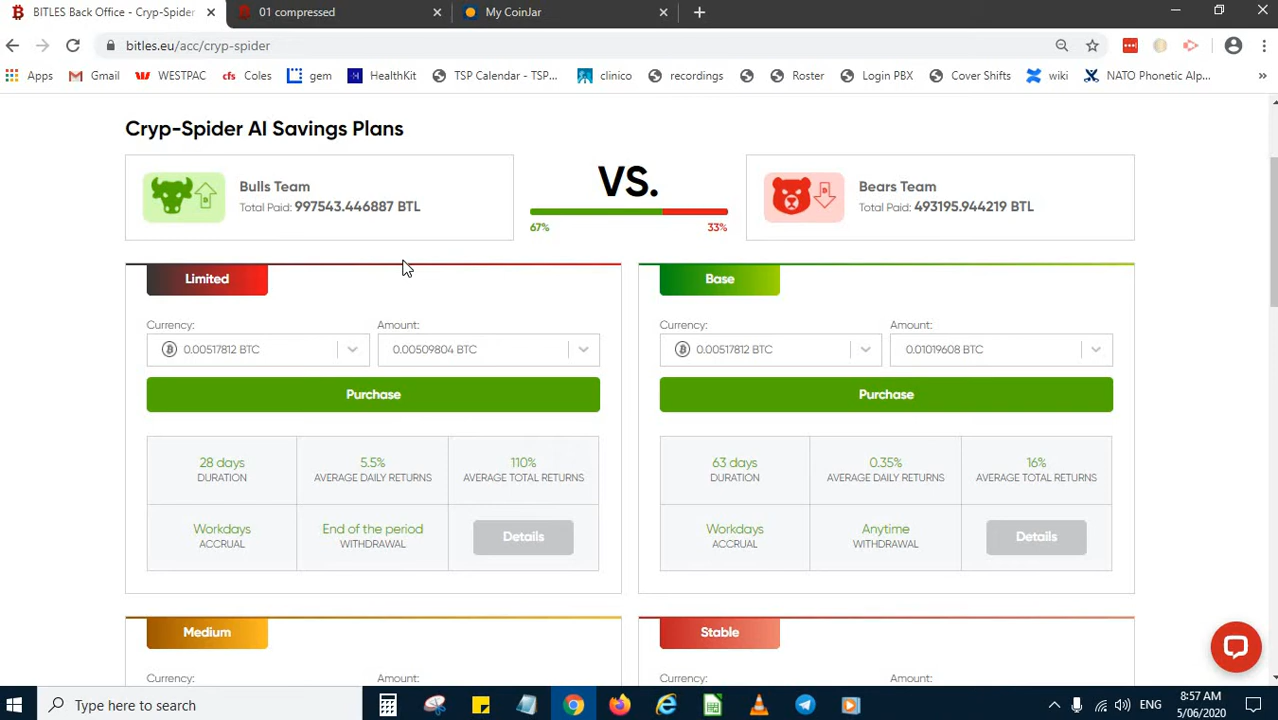 BITLES Back Office - Cryp-Spider
01 compressed
My CoinJar
bitles.eu/acc/cryp-spider
Apps Gmail WESTPAC cfs Coles gem HealthKit TSP Calendar - TSP... clinico recordings Roster Login PBX Cover Shifts wiki NATO Phonetic Alp... »
Cryp-Spider AI Savings Plans
Bulls Team
Total Paid: 997543.446887 BTL
VS.
67% 33%
Bears Team
Total Paid: 493195.944219 BTL
Limited
Currency: Amount:
0.00517812 BTC 0.00509804 BTC
Purchase
28 days 5.5% 110%
DURATION AVERAGE DAILY RETURNS AVERAGE TOTAL RETURNS
Workdays End of the period Details
ACCRUAL WITHDRAWAL
Base
Currency: Amount:
0.00517812 BTC 0.01019608 BTC
Purchase
63 days 0.35% 16%
DURATION AVERAGE DAILY RETURNS AVERAGE TOTAL RETURNS
Workdays Anytime Details
ACCRUAL WITHDRAWAL
Medium
Currency: Amount:
Stable
Currency: Amount:
Type here to search
ENG
8:57 AM
5/06/2020